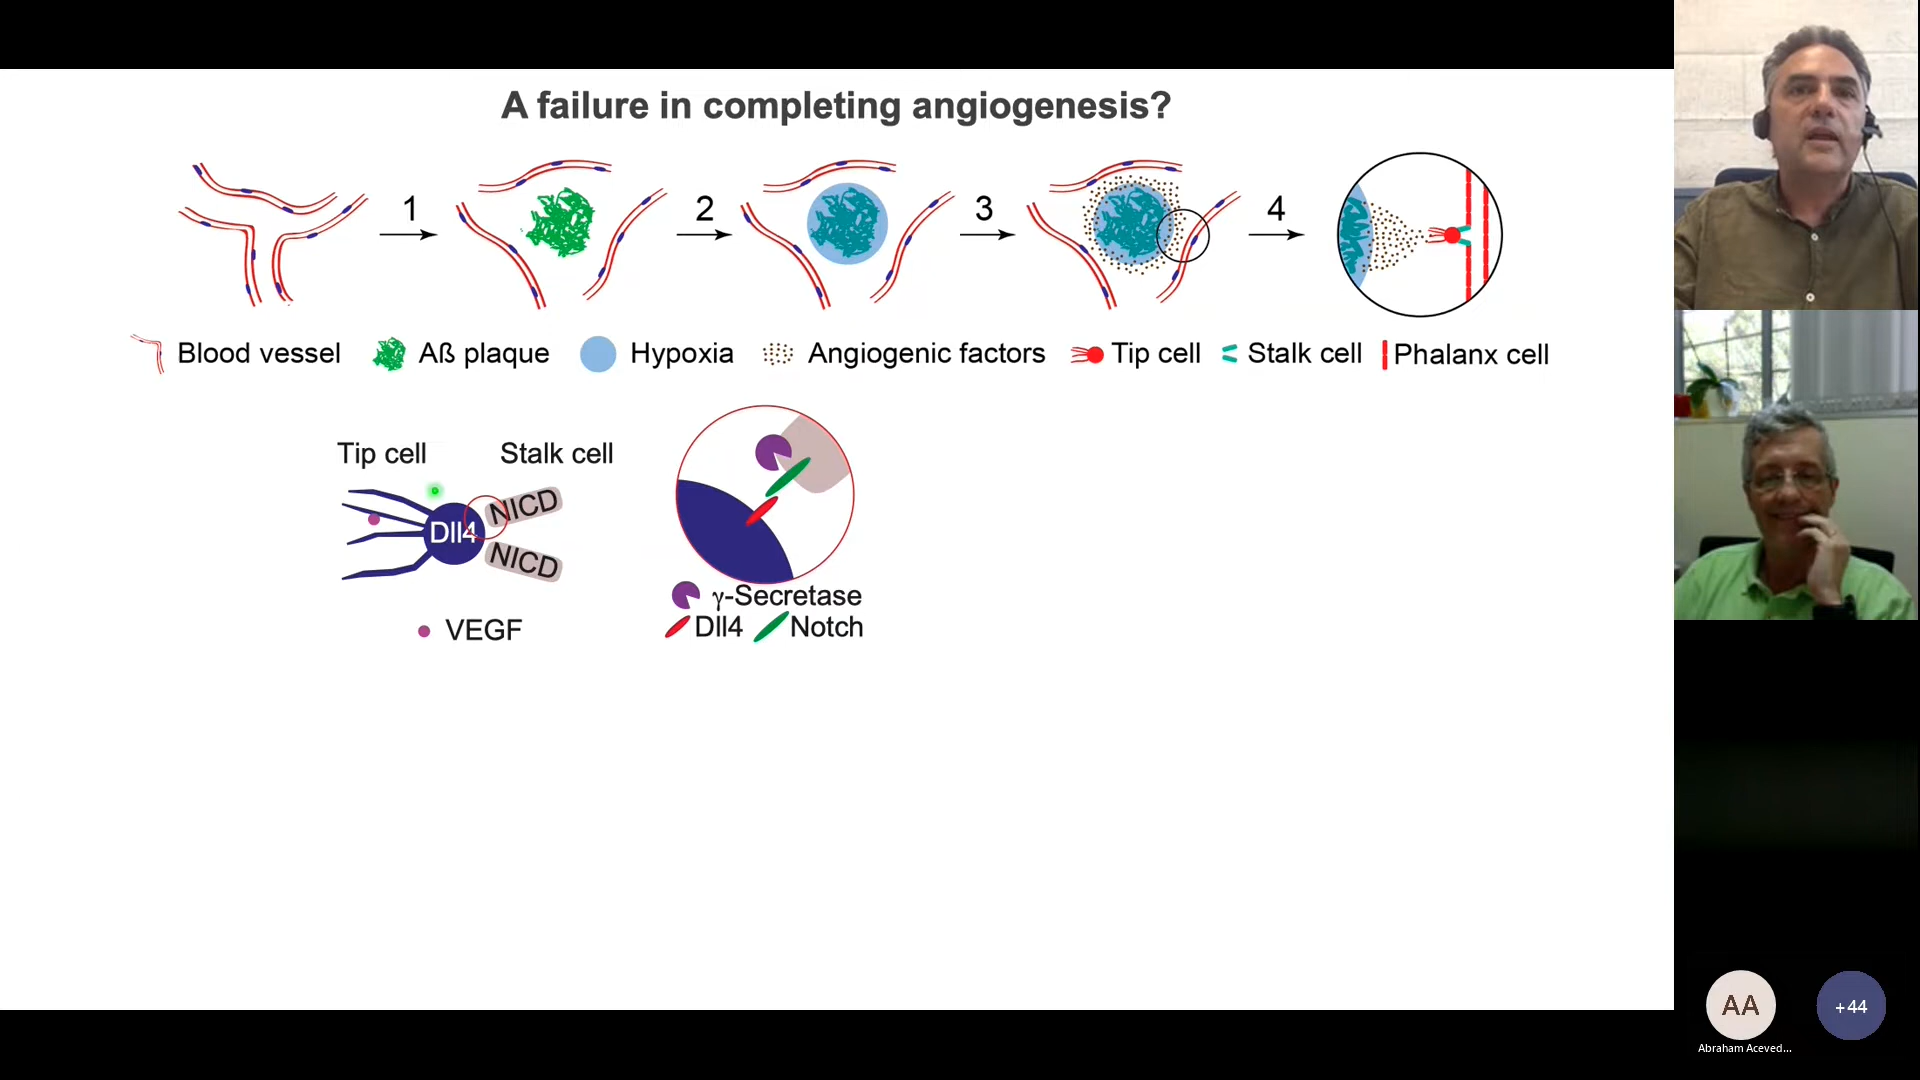 A failure in completing angiogenesis?
1
2
3
4
Blood vessel
Aß plaque
Hypoxia
Angiogenic factors
Tip cell
Stalk cell
Phalanx cell
Tip cell
Stalk cell
NICD
Dll4
NICD
VEGF
γ-Secretase
Dll4
Notch
AA
+44
Abraham Aceved...